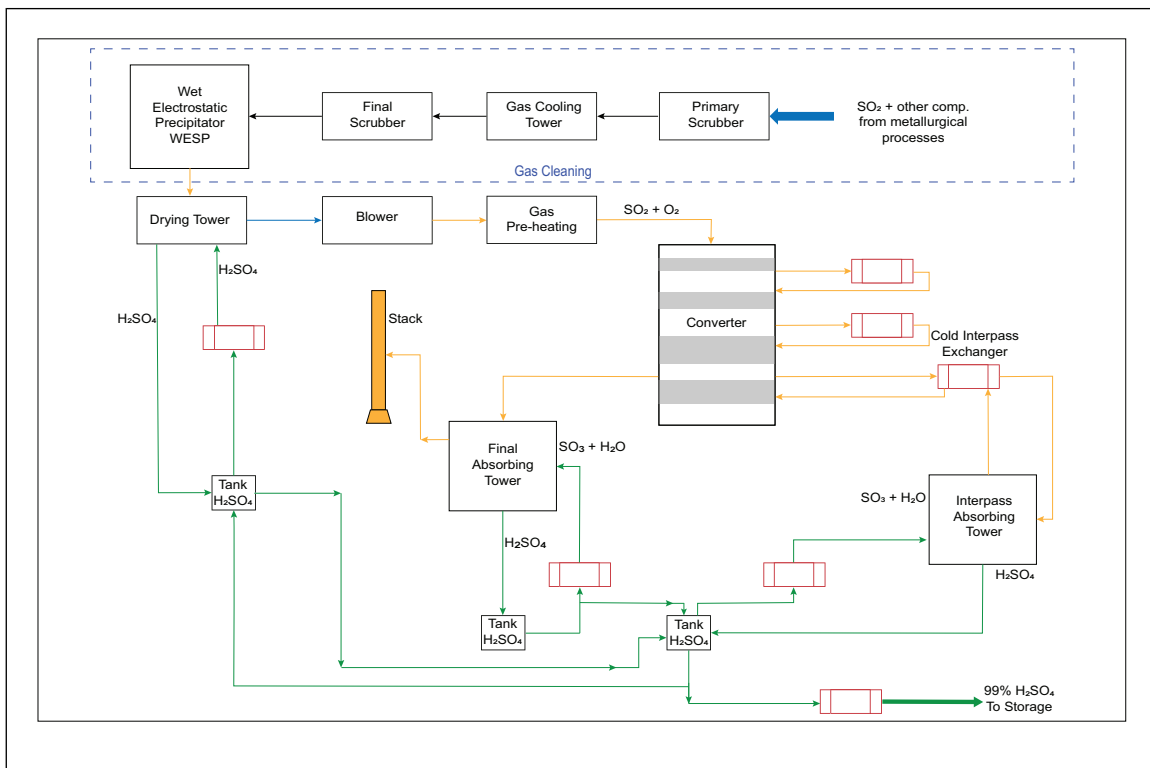 Wet
Electrostatic
Precipitator
WESP
Final
Scrubber
Gas Cooling
Tower
Primary
Scrubber
SO₂ + other comp.
from metallurgical
processes
Gas Cleaning
Drying Tower
Blower
Gas
Pre-heating
SO₂ + O₂
H₂SO₄
H₂SO₄
Stack
Converter
Cold Interpass
Exchanger
Final
Absorbing
Tower
SO₃ + H₂O
Tank
H₂SO₄
SO₃ + H₂O
Interpass
Absorbing
Tower
H₂SO₄
H₂SO₄
Tank
H₂SO₄
Tank
H₂SO₄
99% H₂SO₄
To Storage